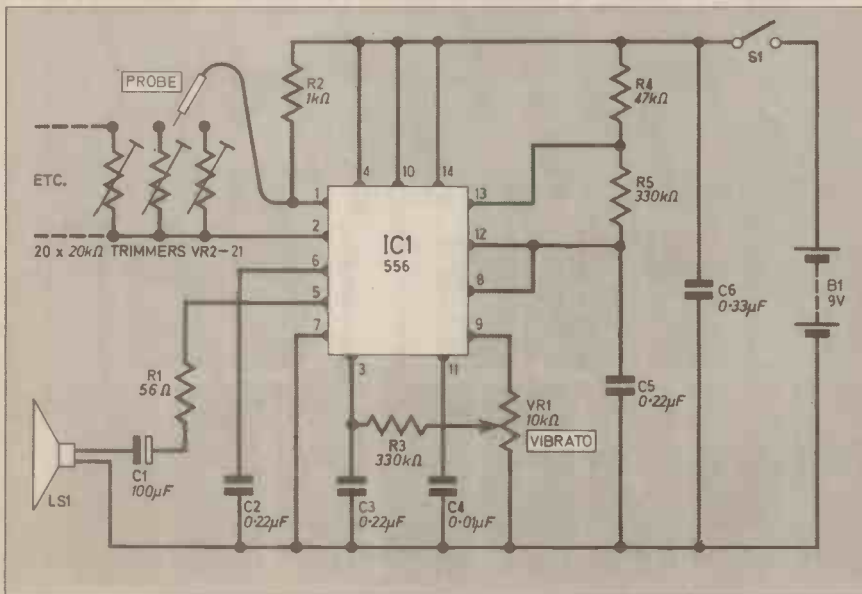 PROBE
R2
1kΩ
R4
47kΩ
S1
ETC.
4
10
14
1
13
R5
330kΩ
2
12
IC1
556
20 x 20kΩ TRIMMERS VR2-21
6
8
5
7
9
C6
0·33μF
B1
9V
R1
56Ω
3
11
VR1
10kΩ
VIBRATO
C5
0·22μF
R3
330kΩ
LS1
C1
100μF
C2
0·22μF
C3
0·22μF
C4
0·01μF